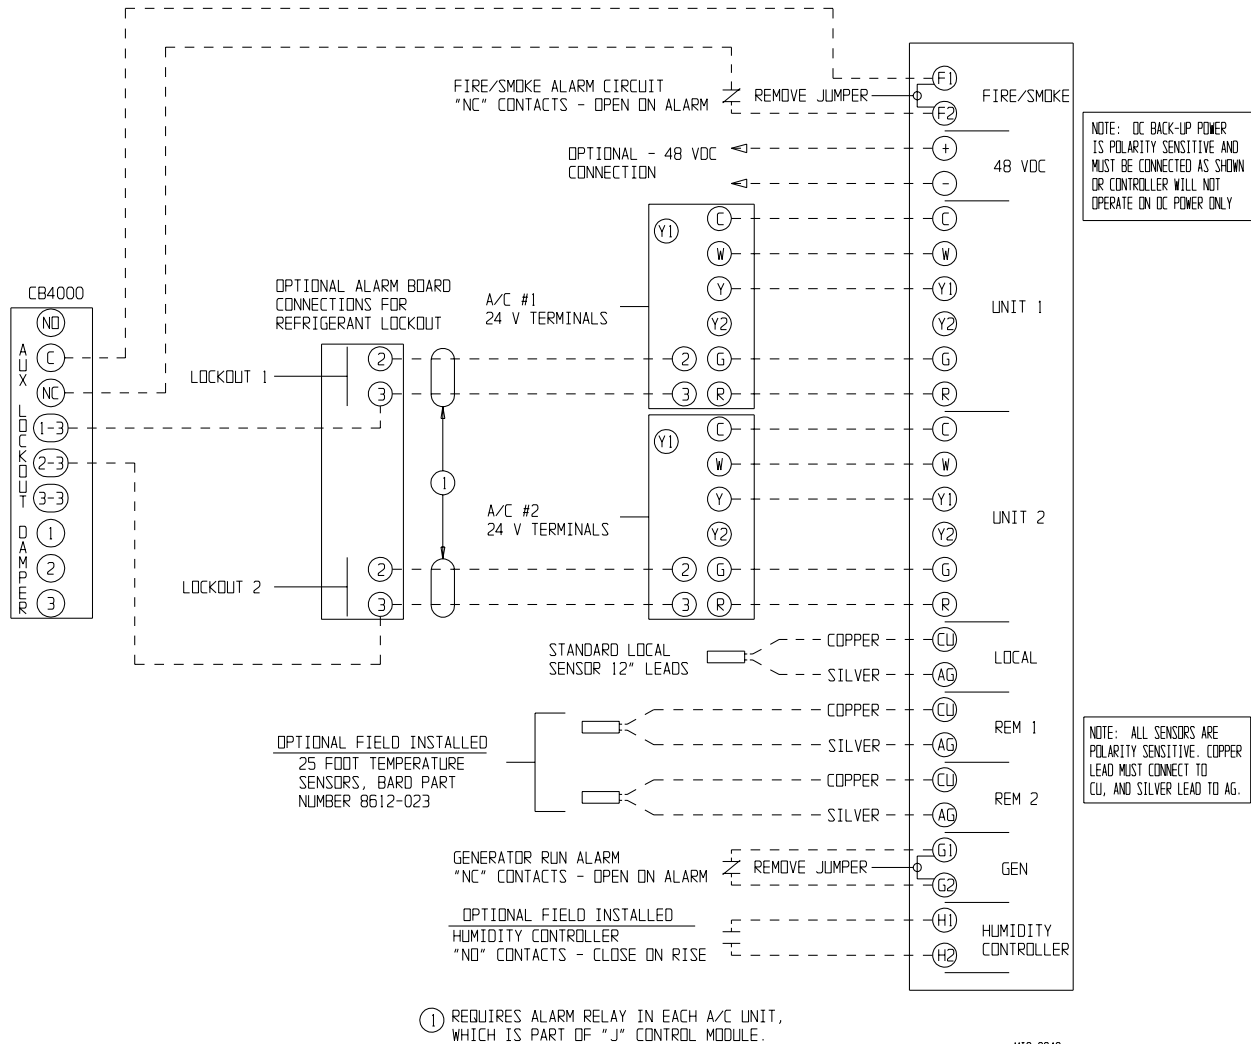 FIRE/SMOKE ALARM CIRCUIT
"NC" CONTACTS - OPEN ON ALARM
REMOVE JUMPER
F1
F2
FIRE/SMOKE
OPTIONAL - 48 VDC
CONNECTION
+
-
48 VDC
NOTE: DC BACK-UP POWER
IS POLARITY SENSITIVE AND
MUST BE CONNECTED AS SHOWN
OR CONTROLLER WILL NOT
OPERATE ON DC POWER ONLY
CB4000
NO
C
NC
1-3
2-3
3-3
1
2
3
AUX LOCKOUT DAMPER
OPTIONAL ALARM BOARD
CONNECTIONS FOR
REFRIGERANT LOCKOUT
LOCKOUT 1
2
3
LOCKOUT 2
2
3
1
A/C #1
24 V TERMINALS
Y1
C
W
Y
Y2
2 G
3 R
C
W
Y1
Y2
G
R
UNIT 1
A/C #2
24 V TERMINALS
Y1
C
W
Y
Y2
2 G
3 R
C
W
Y1
Y2
G
R
UNIT 2
STANDARD LOCAL
SENSOR 12" LEADS
COPPER
SILVER
CU
AG
LOCAL
OPTIONAL FIELD INSTALLED
25 FOOT TEMPERATURE
SENSORS, BARD PART
NUMBER 8612-023
COPPER
SILVER
CU
AG
REM 1
COPPER
SILVER
CU
AG
REM 2
NOTE: ALL SENSORS ARE
POLARITY SENSITIVE. COPPER
LEAD MUST CONNECT TO
CU, AND SILVER LEAD TO AG.
GENERATOR RUN ALARM
"NC" CONTACTS - OPEN ON ALARM
REMOVE JUMPER
G1
G2
GEN
OPTIONAL FIELD INSTALLED
HUMIDITY CONTROLLER
"NO" CONTACTS - CLOSE ON RISE
H1
H2
HUMIDITY
CONTROLLER
1 REQUIRES ALARM RELAY IN EACH A/C UNIT,
WHICH IS PART OF "J" CONTROL MODULE.